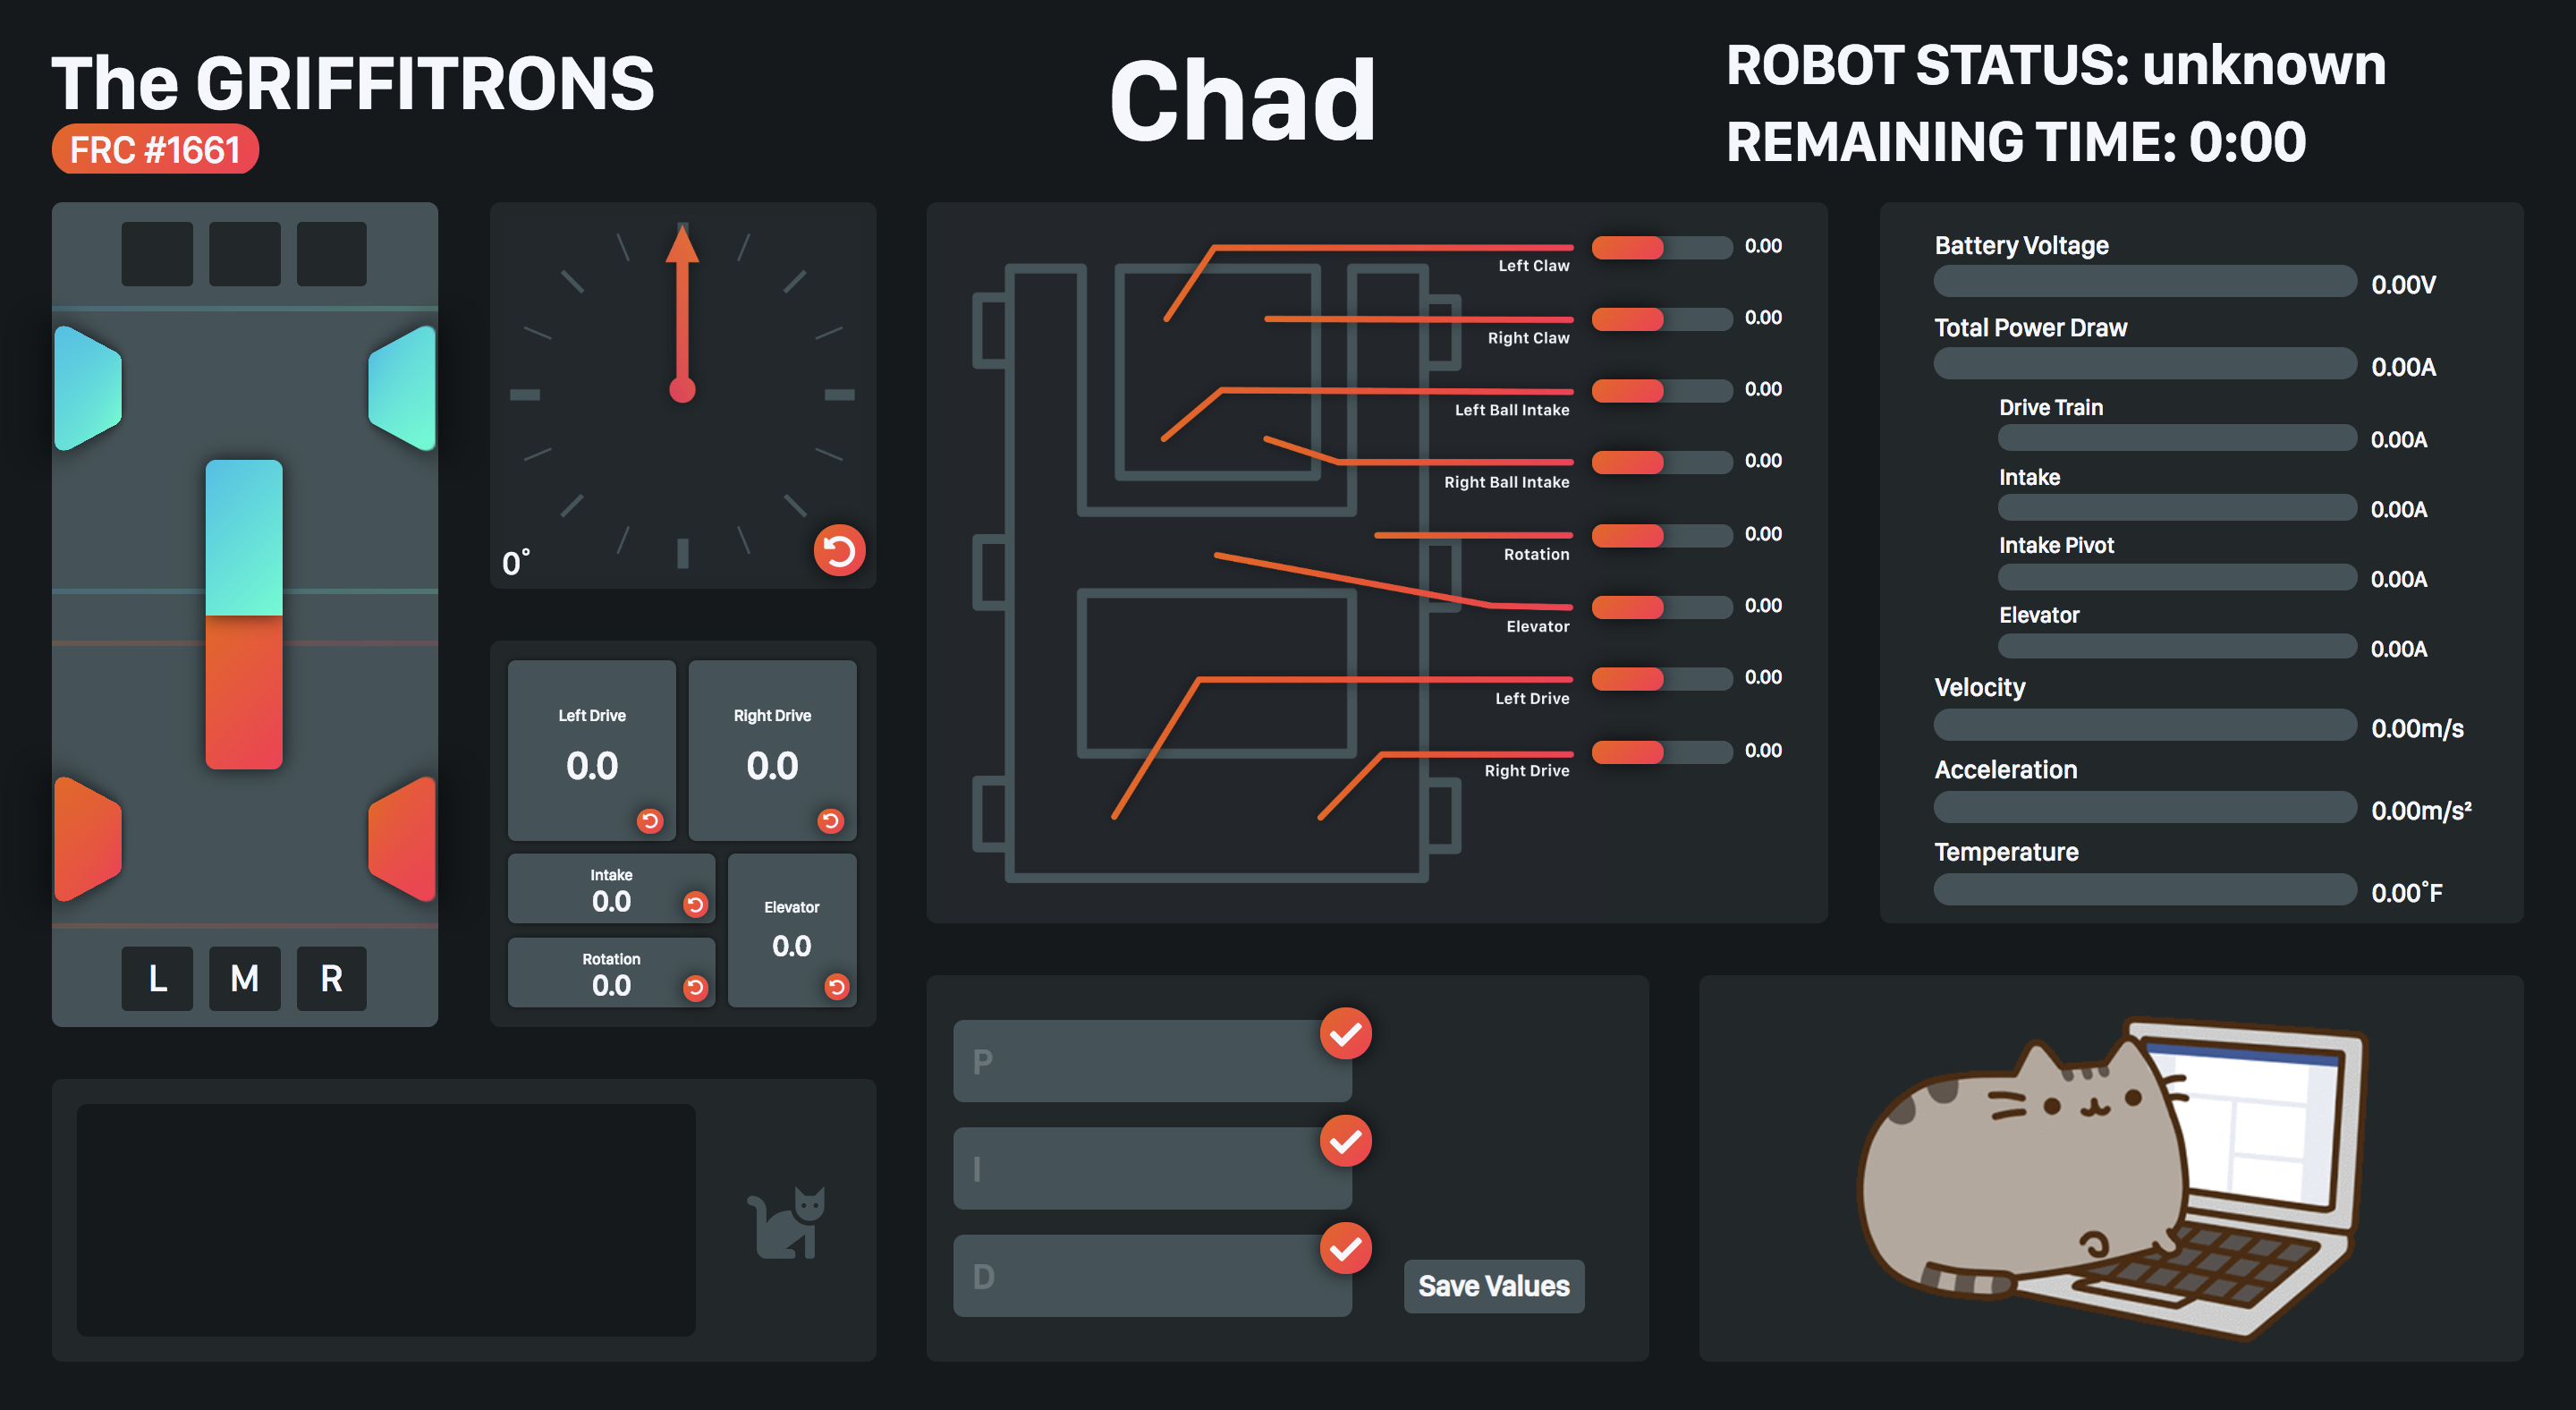 The GRIFFITRONS
FRC #1661
Chad
ROBOT STATUS: unknown
REMAINING TIME: 0:00
L M R
0°
Left Drive
0.0
Right Drive
0.0
Intake
0.0
Rotation
0.0
Elevator
0.0
Left Claw 0.00
Right Claw 0.00
Left Ball Intake 0.00
Right Ball Intake 0.00
Rotation 0.00
Elevator 0.00
Left Drive 0.00
Right Drive 0.00
Battery Voltage
0.00V
Total Power Draw
0.00A
Drive Train
0.00A
Intake
0.00A
Intake Pivot
0.00A
Elevator
0.00A
Velocity
0.00m/s
Acceleration
0.00m/s²
Temperature
0.00°F
P
I
D
Save Values